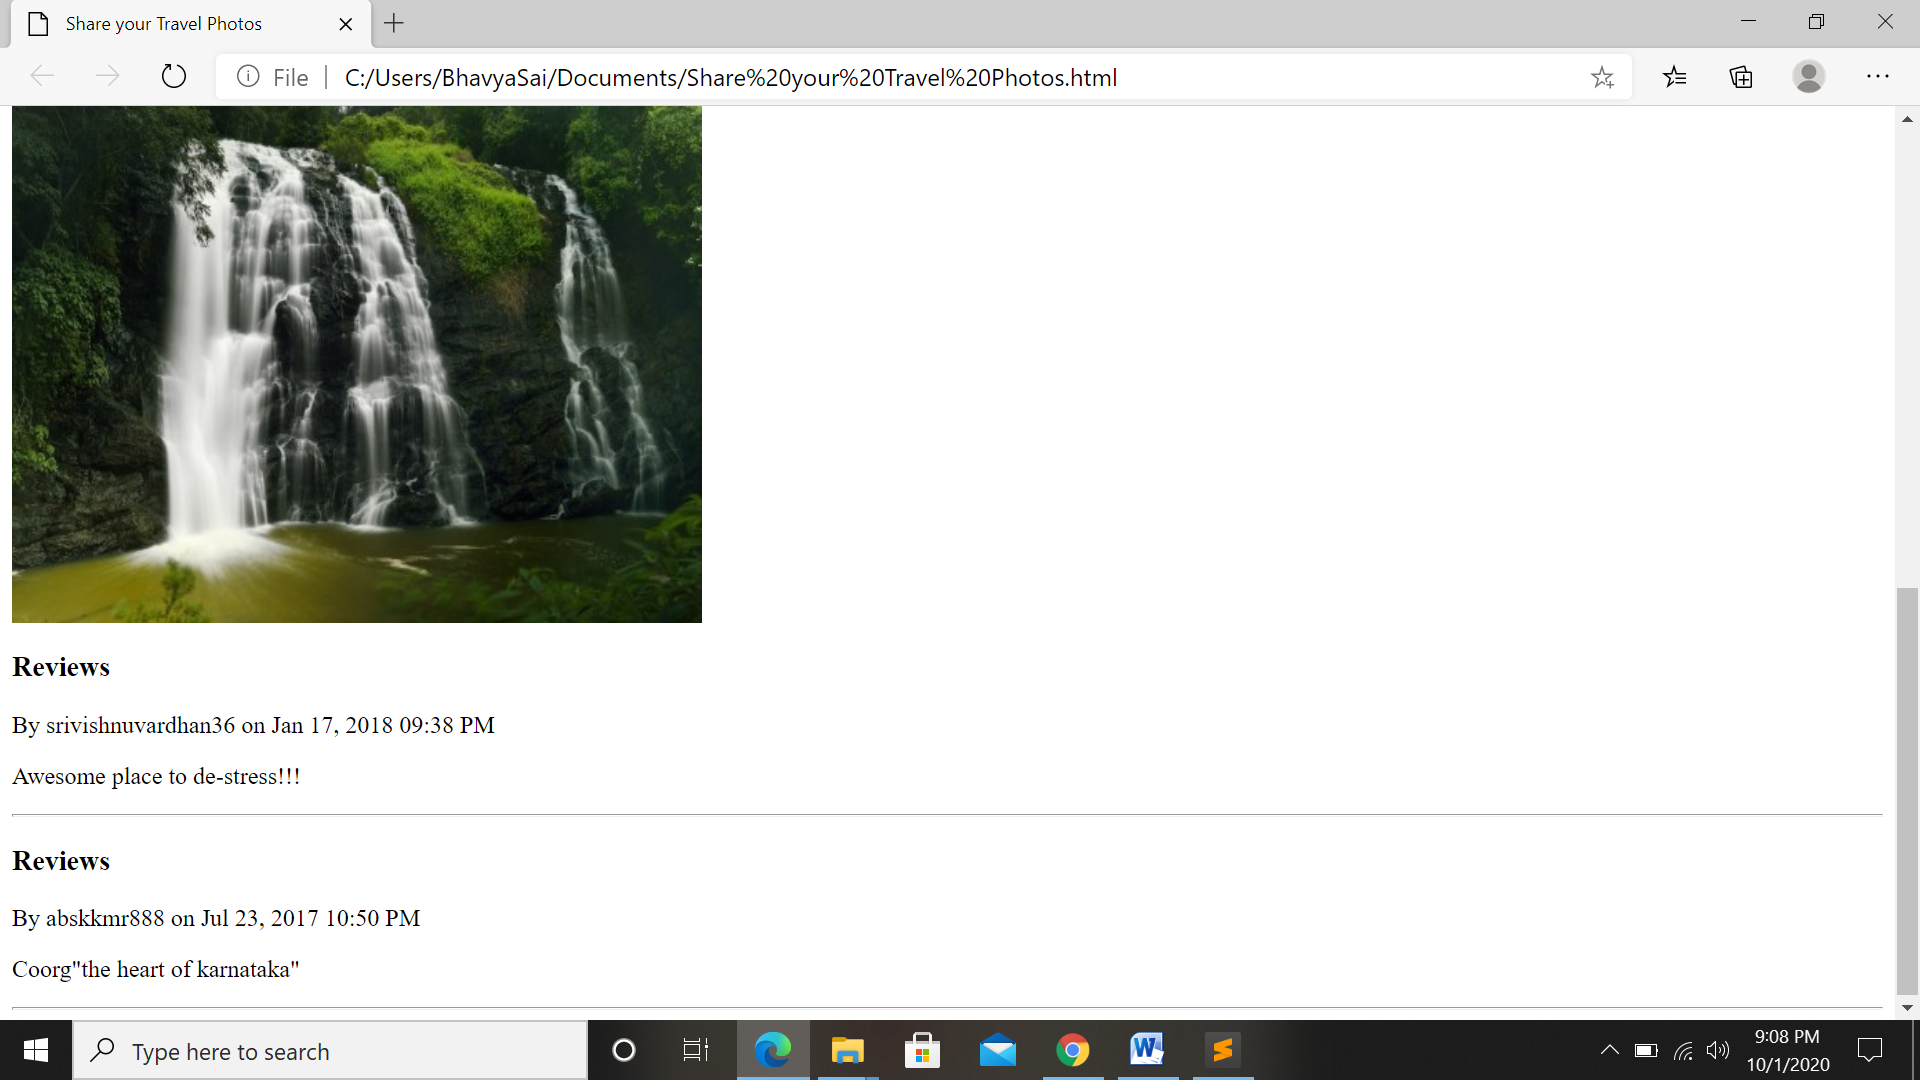 Share your Travel Photos
File
C:/Users/BhavyaSai/Documents/Share%20your%20Travel%20Photos.html
Reviews
By srivishnuvardhan36 on Jan 17, 2018 09:38 PM
Awesome place to de-stress!!!
Reviews
By abskkmr888 on Jul 23, 2017 10:50 PM
Coorg"the heart of karnataka"
Type here to search
W
9:08 PM
10/1/2020